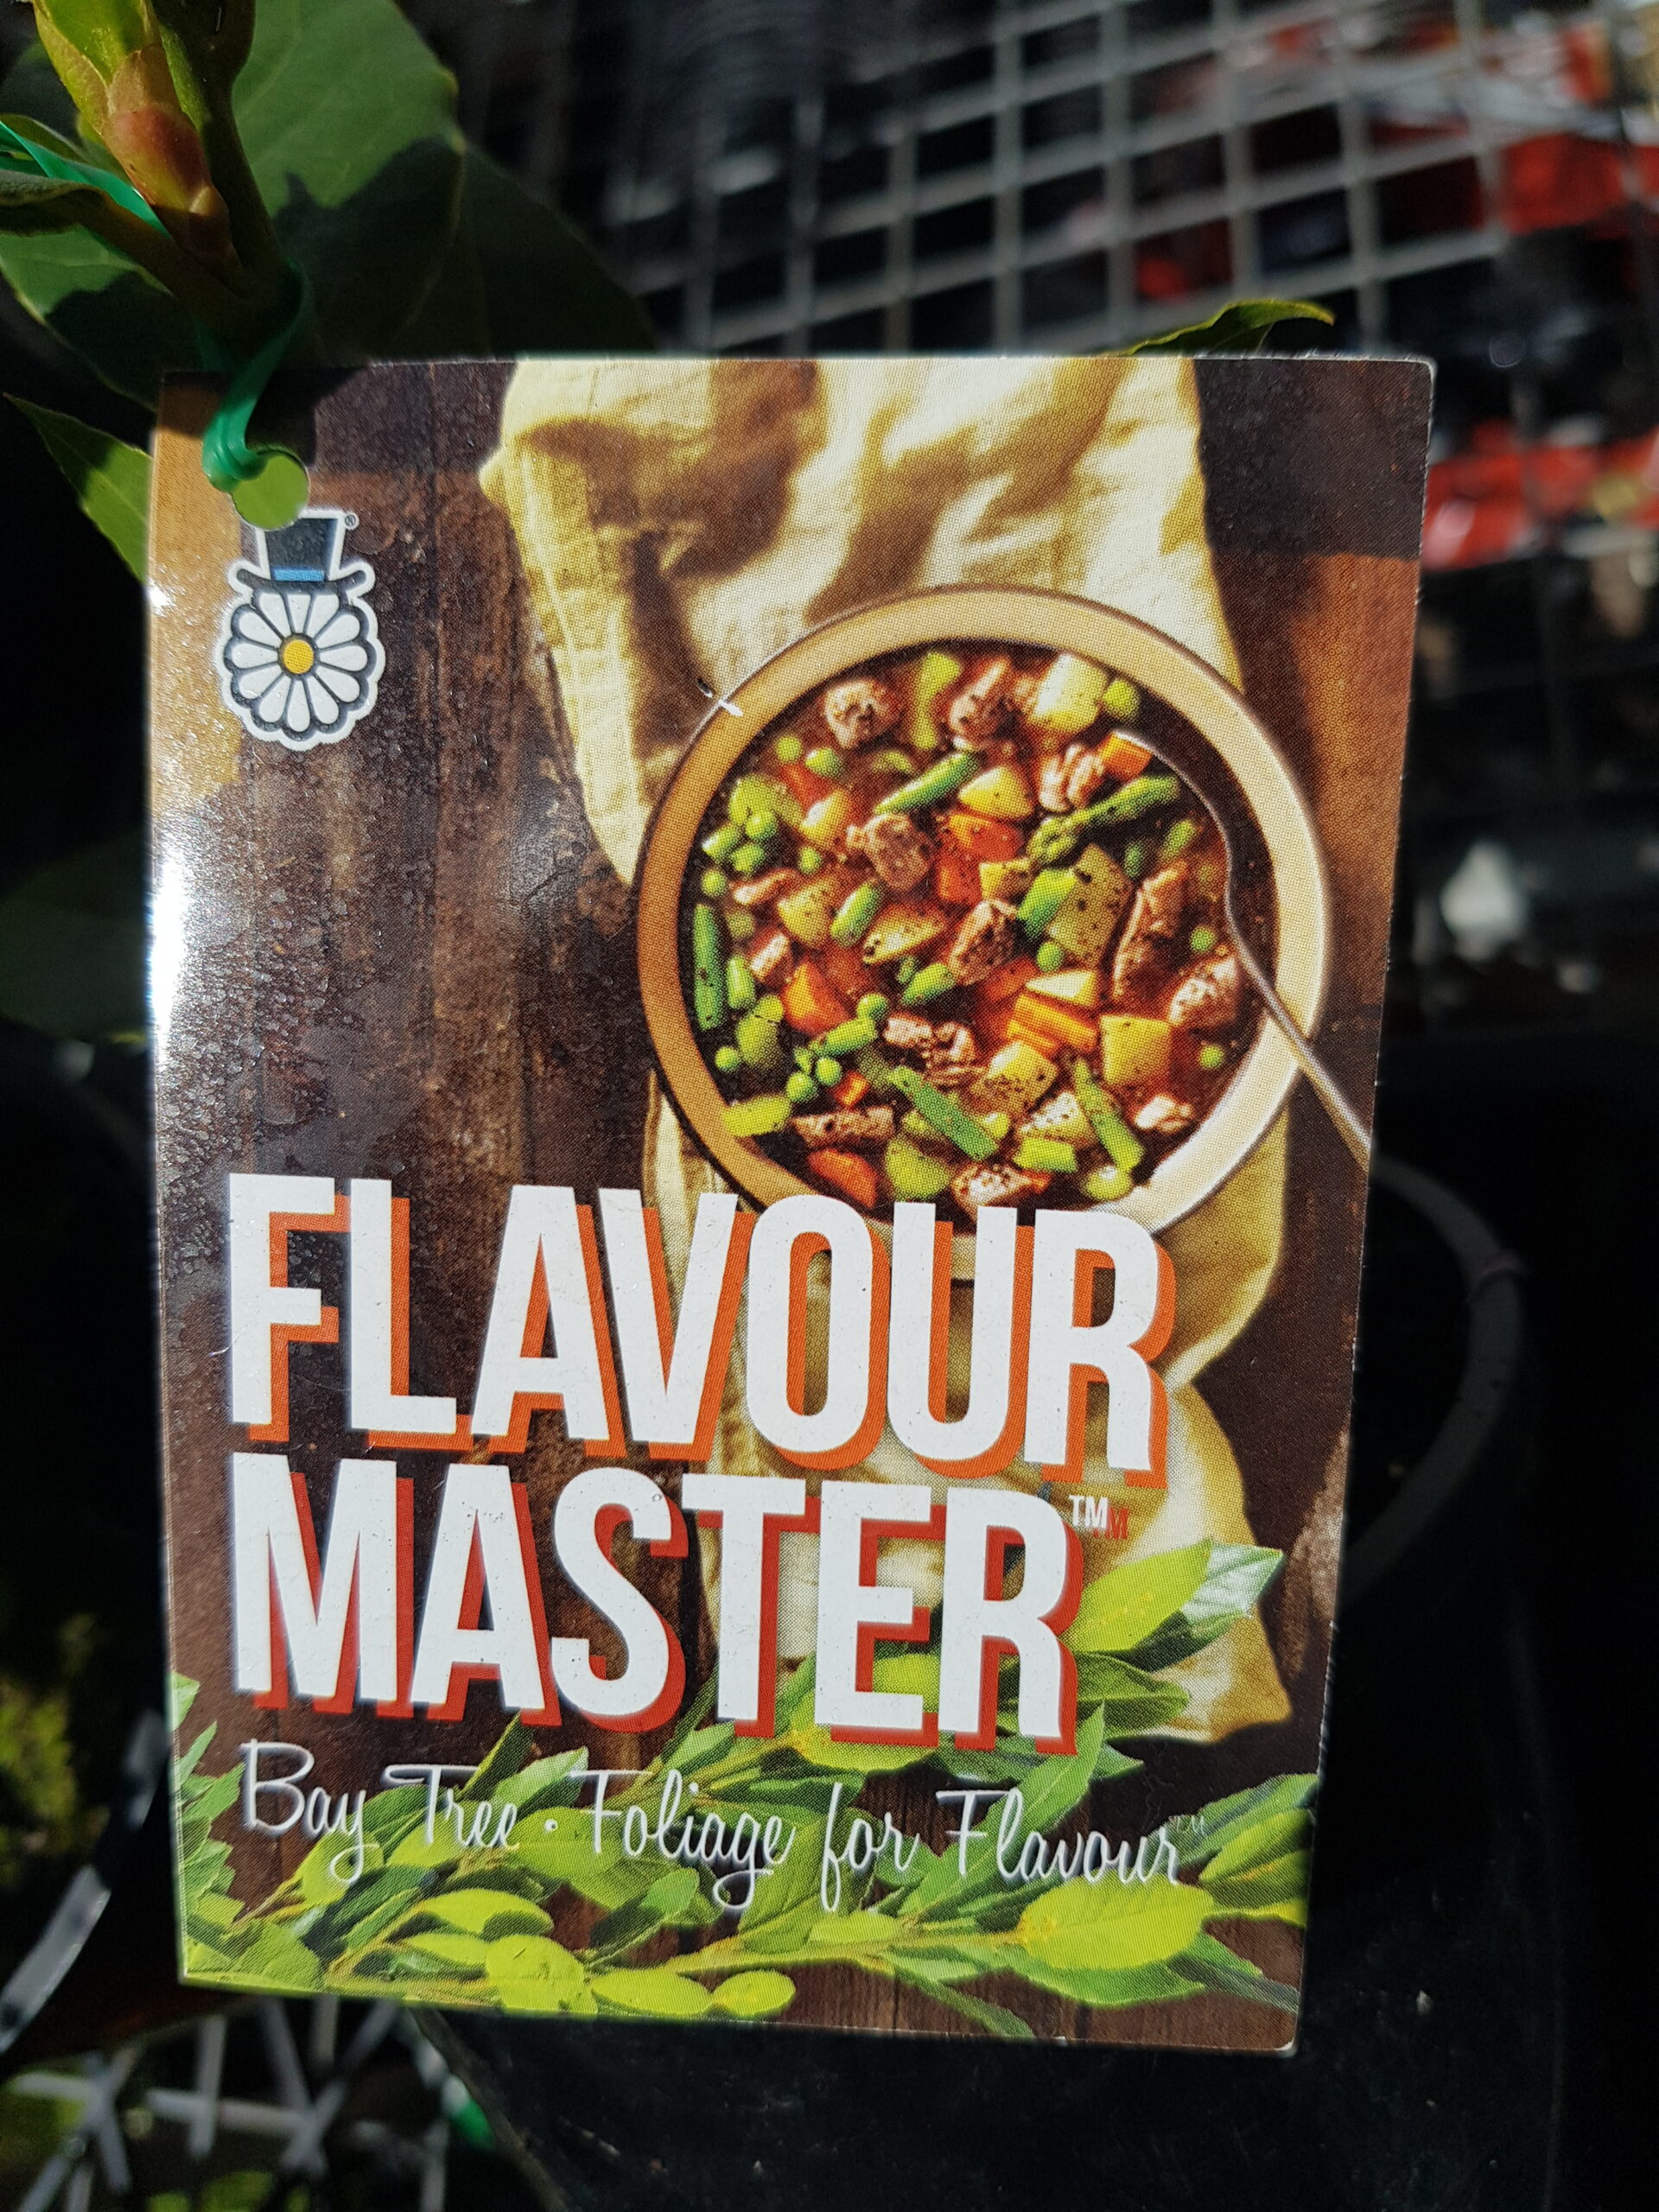 ®
FLAVOUR
MASTER™
Bay Tree · Foliage for Flavour™